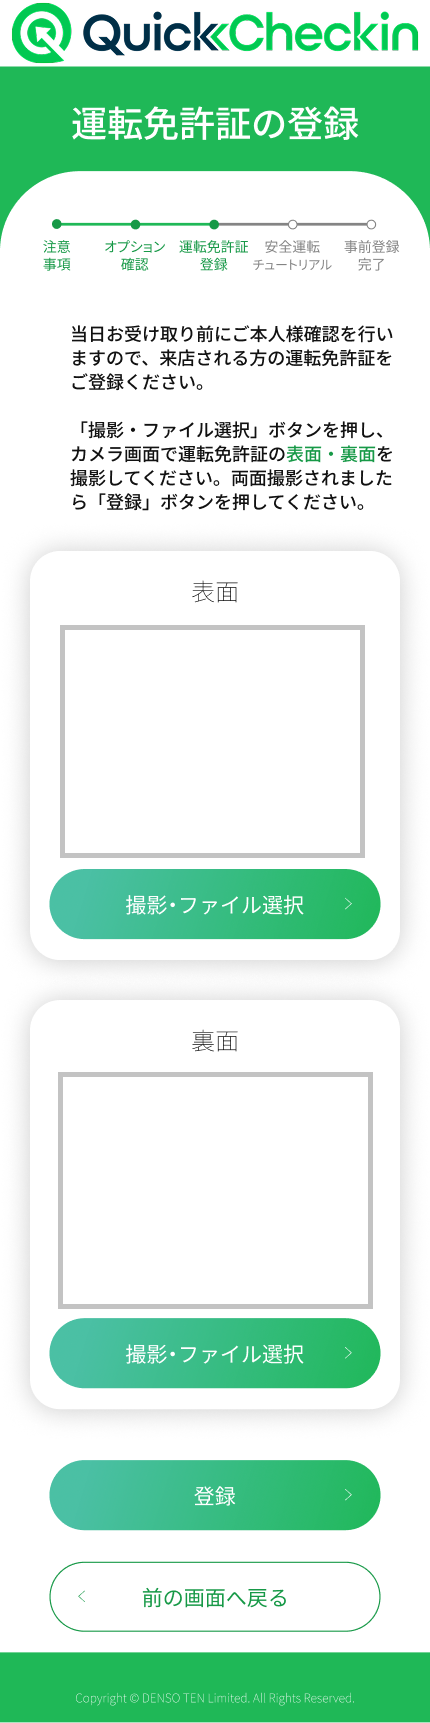 QuickCheckin
運転免許証の登録
注意
事項
オプション
確認
運転免許証
登録
安全運転
チュートリアル
事前登録
完了
当日お受け取り前にご本人様確認を行い
ますので、来店される方の運転免許証を
ご登録ください。
「撮影・ファイル選択」ボタンを押し、
カメラ画面で運転免許証の表面・裏面を
撮影してください。両面撮影されました
ら「登録」ボタンを押してください。
表面
撮影・ファイル選択
裏面
撮影・ファイル選択
登録
前の画面へ戻る
Copyright © DENSO TEN Limited. All Rights Reserved.